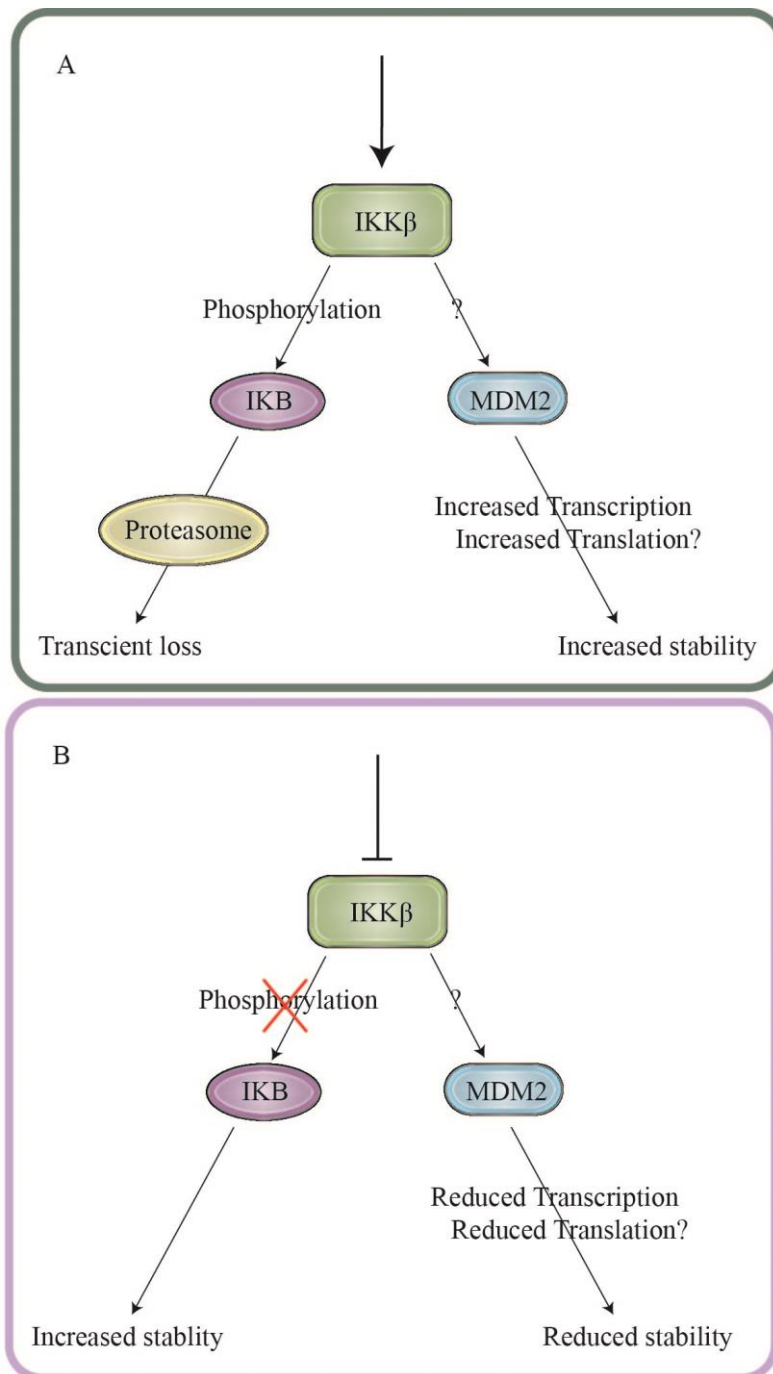 A
IKKβ
Phosphorylation ?
IKB MDM2
Increased Transcription
Increased Translation?
Proteasome
Transcient loss Increased stability
B
IKKβ
Phosphorylation ?
IKB MDM2
Reduced Transcription
Reduced Translation?
Increased stablity Reduced stability